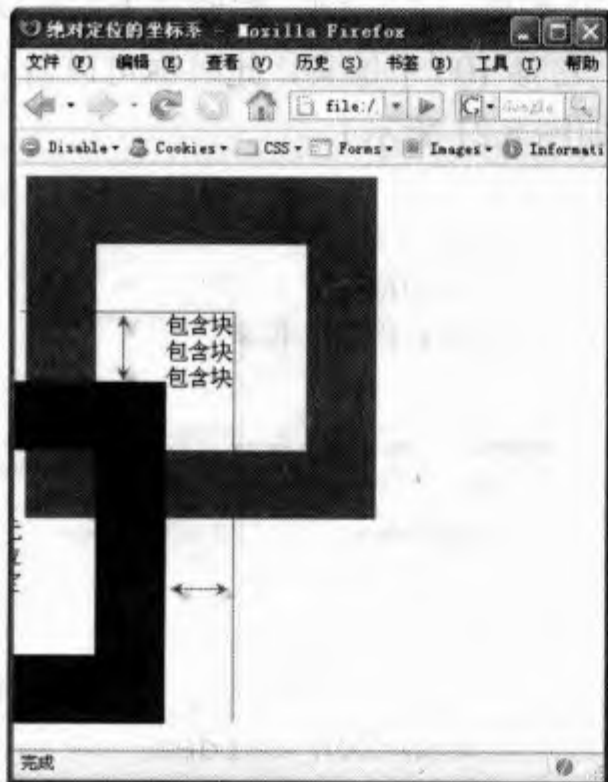 绝对定位的坐标系 - Mozilla Firefox
文件 (F) 编辑 (E) 查看 (V) 历史 (S) 书签 (B) 工具 (T) 帮助
file:/ Google
Disable Cookies CSS Forms Images Informati
包含块
包含块
包含块
完成